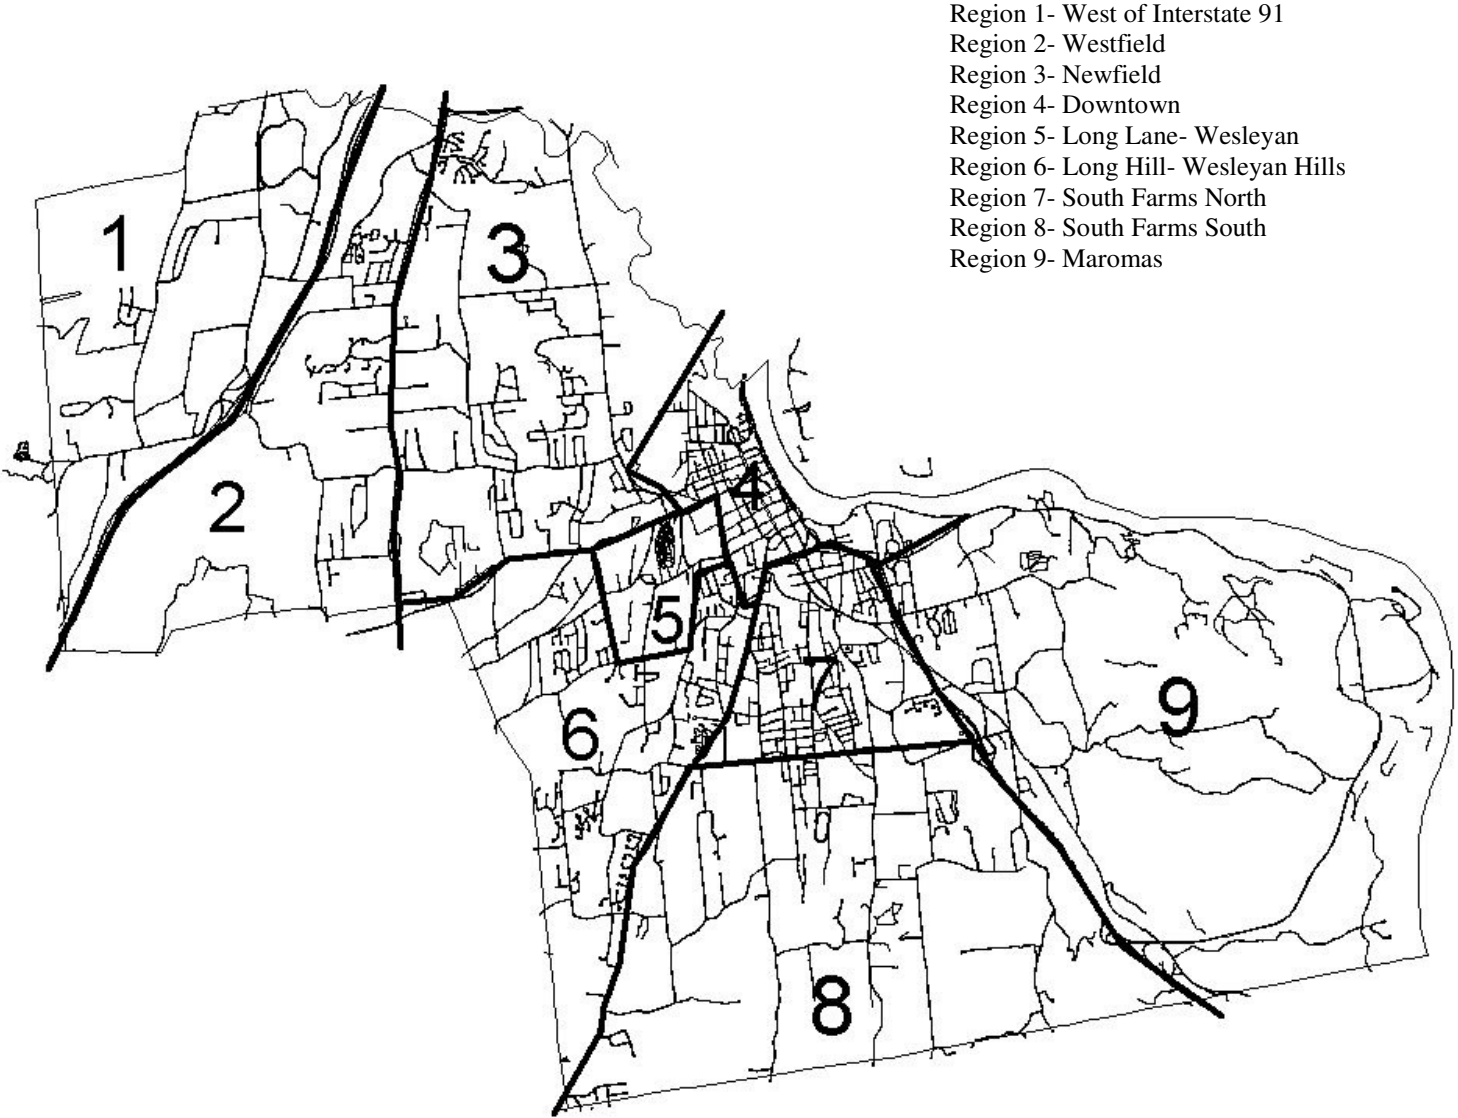 Region 1- West of Interstate 91
Region 2- Westfield
Region 3- Newfield
Region 4- Downtown
Region 5- Long Lane- Wesleyan
Region 6- Long Hill- Wesleyan Hills
Region 7- South Farms North
Region 8- South Farms South
Region 9- Maromas
1
3
2
4
5
7
6
9
8